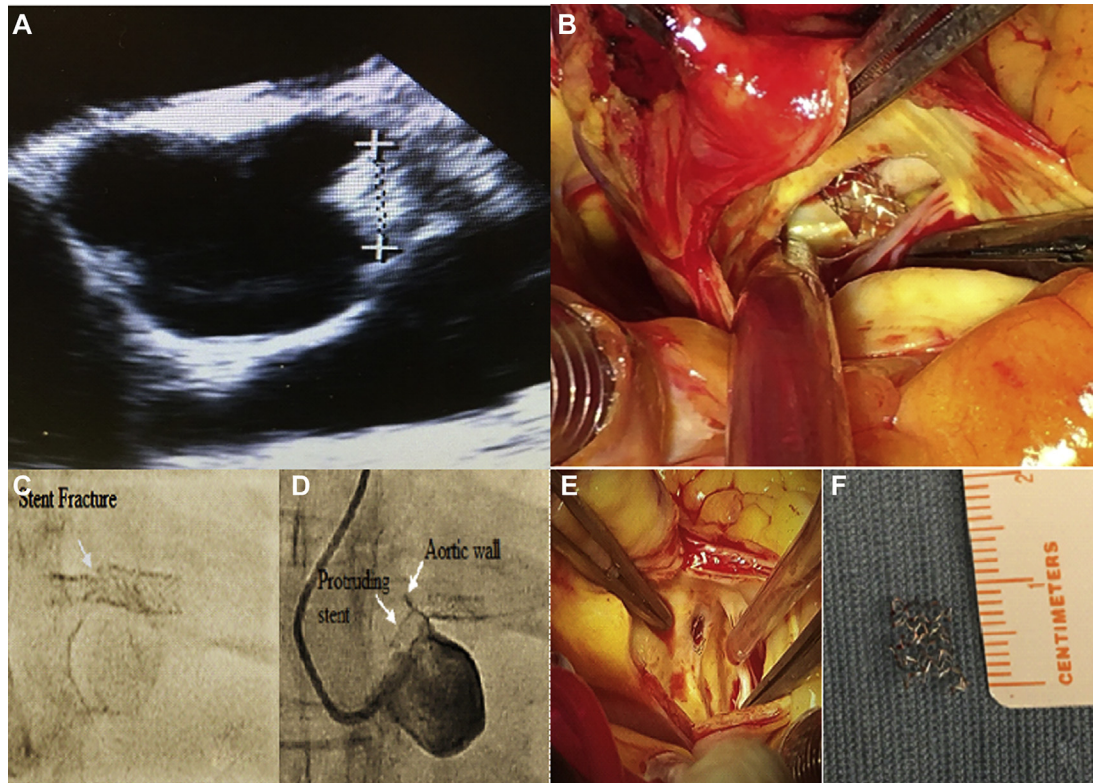 A
B
C
Stent Fracture
D
Aortic wall
Protruding
stent
E
F
2
1
CENTIMETERS